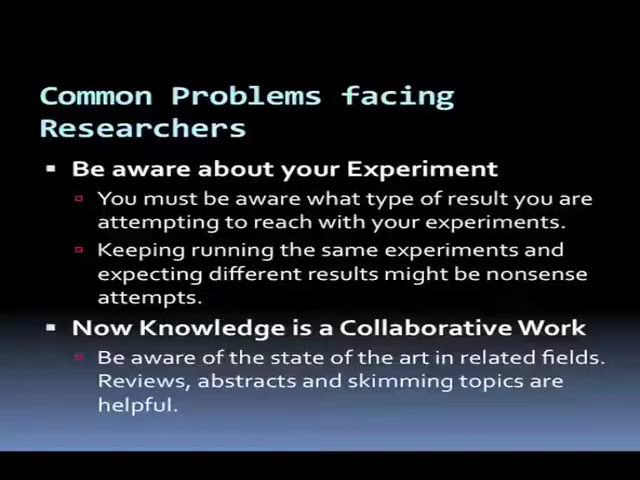 Common Problems facing
Researchers
Be aware about your Experiment
You must be aware what type of result you are
attempting to reach with your experiments.
Keeping running the same experiments and
expecting different results might be nonsense
attempts.
Now Knowledge is a Collaborative Work
Be aware of the state of the art in related fields.
Reviews, abstracts and skimming topics are
helpful.